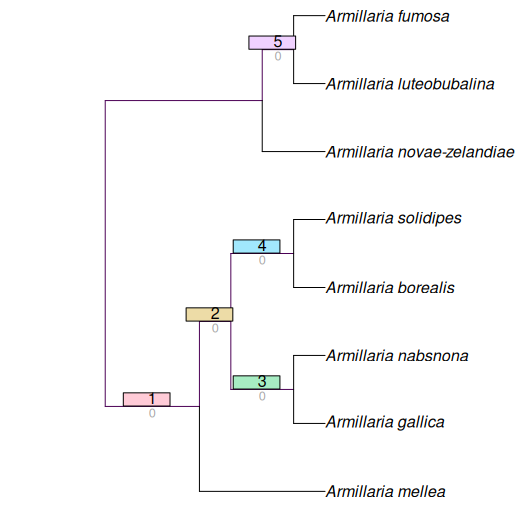 Armillaria fumosa
5
0
Armillaria luteobubalina
Armillaria novae-zelandiae
Armillaria solidipes
4
0
Armillaria borealis
2
0
Armillaria nabsnona
3
0
Armillaria gallica
1
0
Armillaria mellea